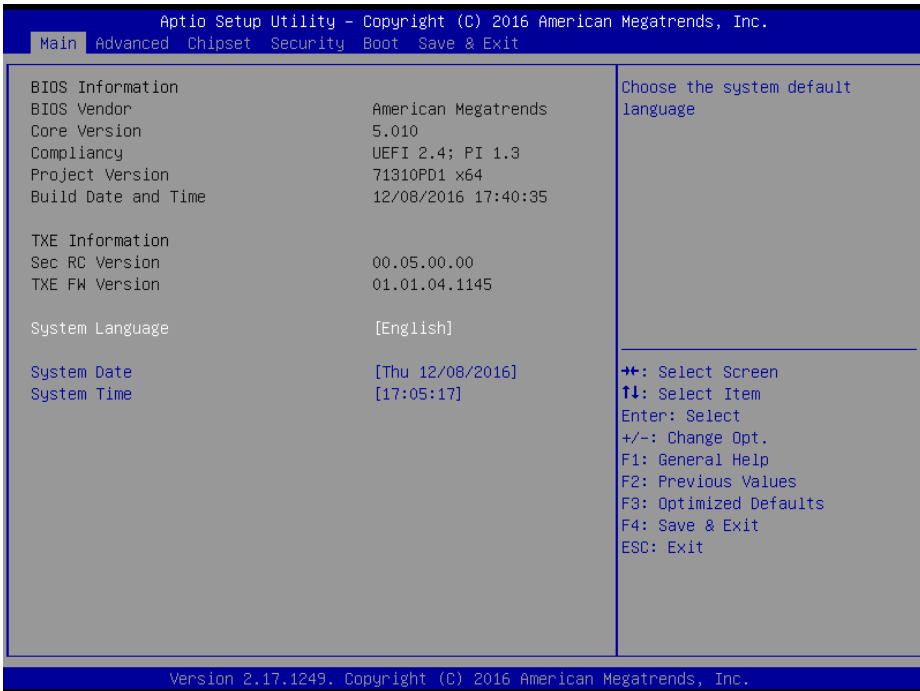 Aptio Setup Utility – Copyright (C) 2016 American Megatrends, Inc.
Main Advanced Chipset Security Boot Save & Exit
BIOS Information
BIOS Vendor American Megatrends
Core Version 5.010
Compliancy UEFI 2.4; PI 1.3
Project Version 71310PD1 x64
Build Date and Time 12/08/2016 17:40:35
TXE Information
Sec RC Version 00.05.00.00
TXE FW Version 01.01.04.1145
System Language [English]
System Date [Thu 12/08/2016]
System Time [17:05:17]
Choose the system default
language
→←: Select Screen
↑↓: Select Item
Enter: Select
+/-: Change Opt.
F1: General Help
F2: Previous Values
F3: Optimized Defaults
F4: Save & Exit
ESC: Exit
Version 2.17.1249. Copyright (C) 2016 American Megatrends, Inc.